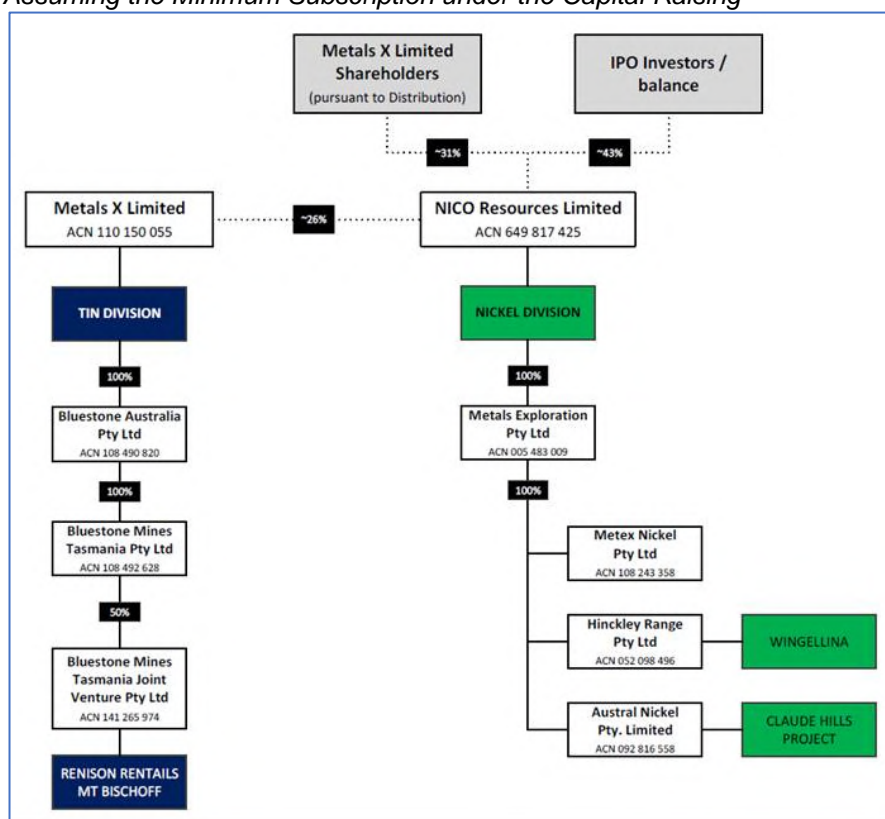 Assuming the Minimum Subscription under the Capital Raising
Metals X Limited
Shareholders
(pursuant to Distribution)
IPO Investors /
balance
~31%
~43%
Metals X Limited
ACN 110 150 055
~26%
NICO Resources Limited
ACN 649 817 425
TIN DIVISION
NICKEL DIVISION
100%
100%
Bluestone Australia
Pty Ltd
ACN 108 490 820
Metals Exploration
Pty Ltd
ACN 005 483 009
100%
100%
Bluestone Mines
Tasmania Pty Ltd
ACN 108 492 628
Metex Nickel
Pty Ltd
ACN 108 243 358
50%
Hinckley Range
Pty Ltd
ACN 052 098 496
WINGELLINA
Bluestone Mines
Tasmania Joint
Venture Pty Ltd
ACN 141 265 974
Austral Nickel
Pty. Limited
ACN 092 816 558
CLAUDE HILLS
PROJECT
RENISON RENTAILS
MT BISCHOFF